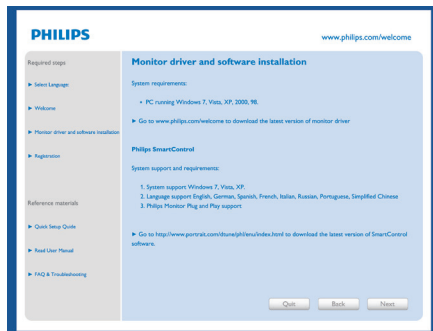 PHILIPS
www.philips.com/welcome
Required steps
► Select Language
► Welcome
► Monitor driver and software installation
► Registration
Reference materials
► Quick Setup Guide
► Read User Manual
► FAQ & Troubleshooting
Monitor driver and software installation
System requirements:
• PC running Windows 7, Vista, XP, 2000, 98.
► Go to www.philips.com/welcome to download the latest version of monitor driver
Philips SmartControl
System support and requirements:
1. System support Windows 7, Vista, XP.
2. Language support English, German, Spanish, French, Italian, Russian, Portuguese, Simplified Chinese
3. Philips Monitor Plug and Play support
► Go to http://www.portrait.com/dtune/phl/enu/index.html to download the latest version of SmartControl
software.
Quit
Back
Next